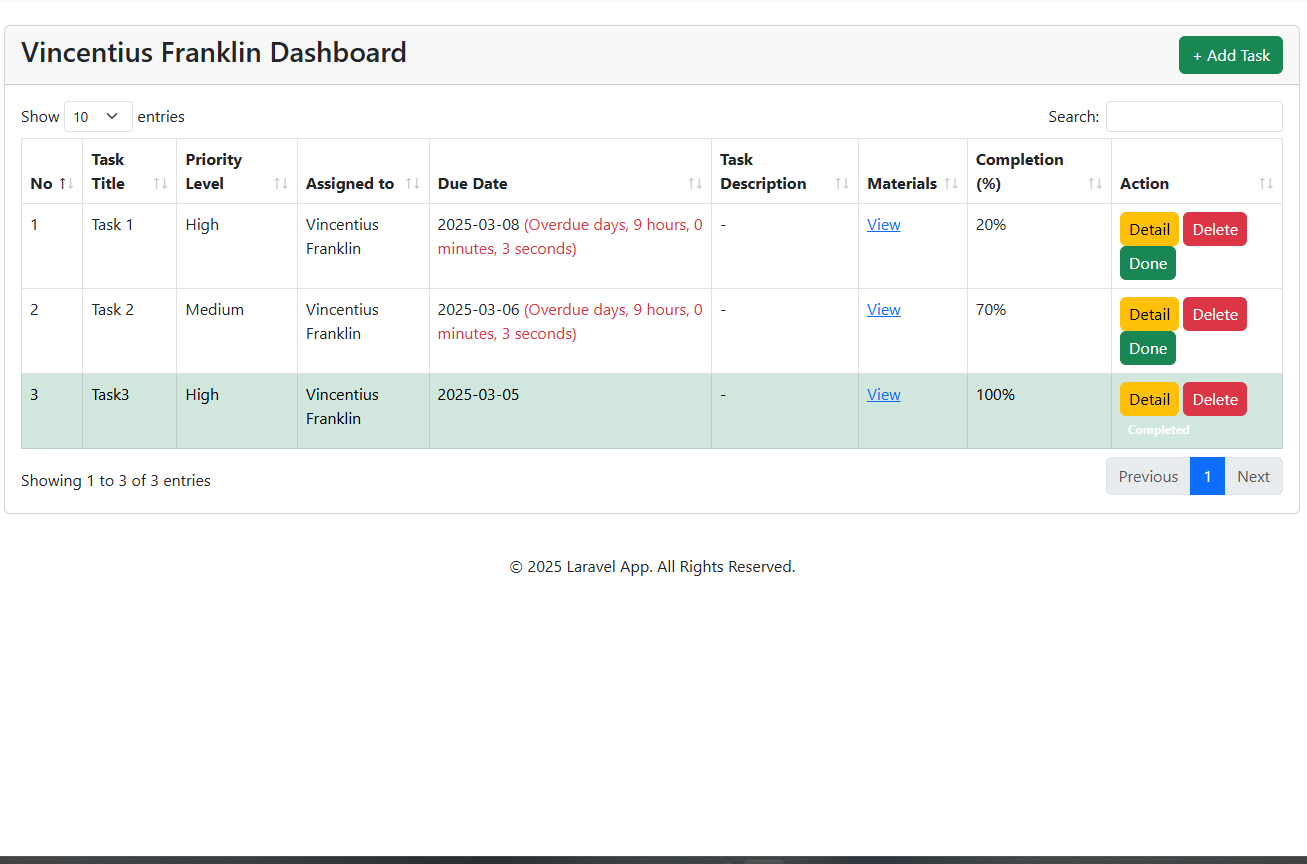 Vincentius Franklin Dashboard
+ Add Task
Show 10 entries
Search:
No
Task Title
Priority Level
Assigned to
Due Date
Task Description
Materials
Completion (%)
Action
1
Task 1
High
Vincentius
Franklin
2025-03-08 (Overdue days, 9 hours, 0
minutes, 3 seconds)
-
View
20%
Detail Delete
Done
2
Task 2
Medium
Vincentius
Franklin
2025-03-06 (Overdue days, 9 hours, 0
minutes, 3 seconds)
-
View
70%
Detail Delete
Done
3
Task3
High
Vincentius
Franklin
2025-03-05
-
View
100%
Detail Delete
Completed
Showing 1 to 3 of 3 entries
Previous 1 Next
© 2025 Laravel App. All Rights Reserved.